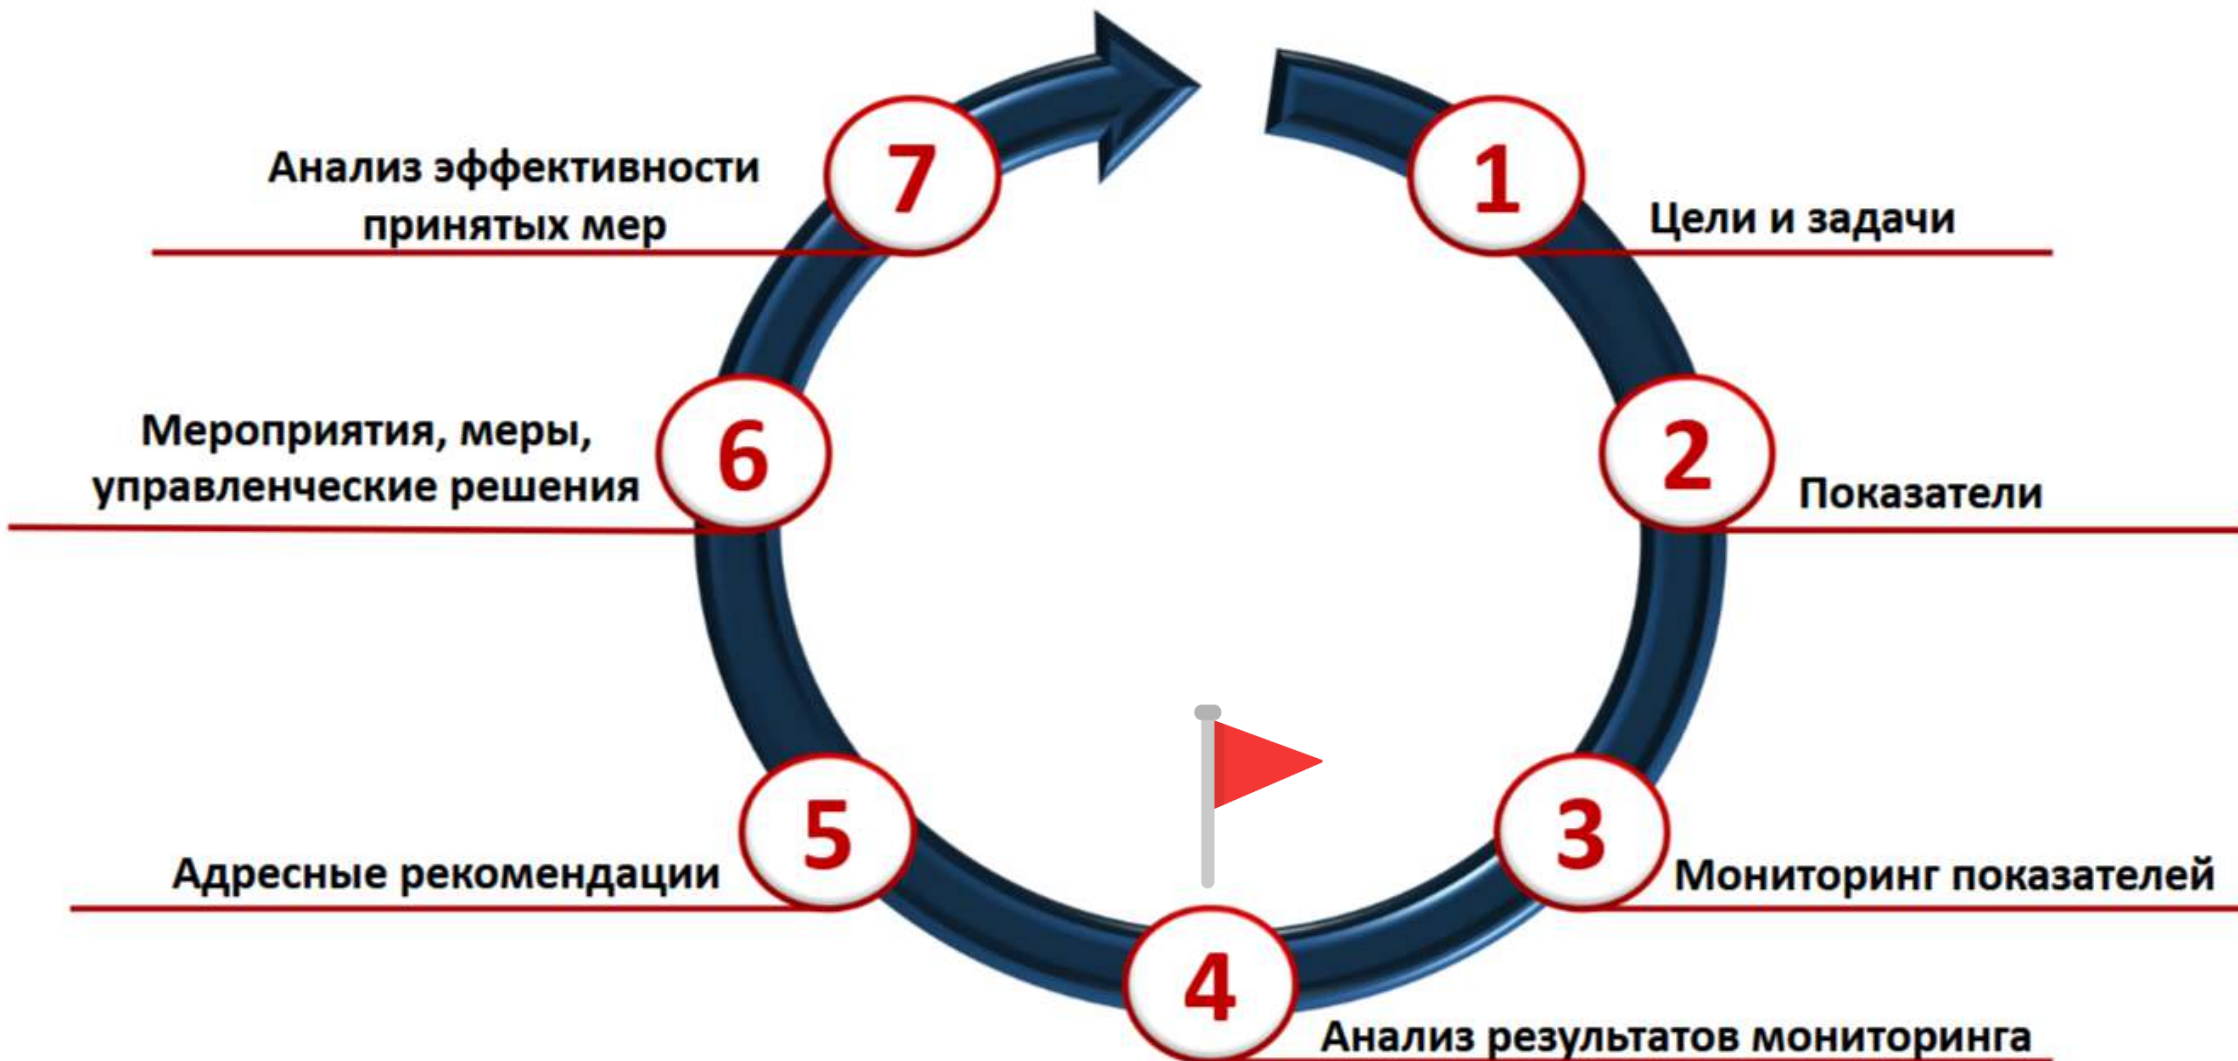 1
Цели и задачи
2
Показатели
3
Мониторинг показателей
4
Анализ результатов мониторинга
5
Адресные рекомендации
6
Мероприятия, меры,
управленческие решения
7
Анализ эффективности
принятых мер